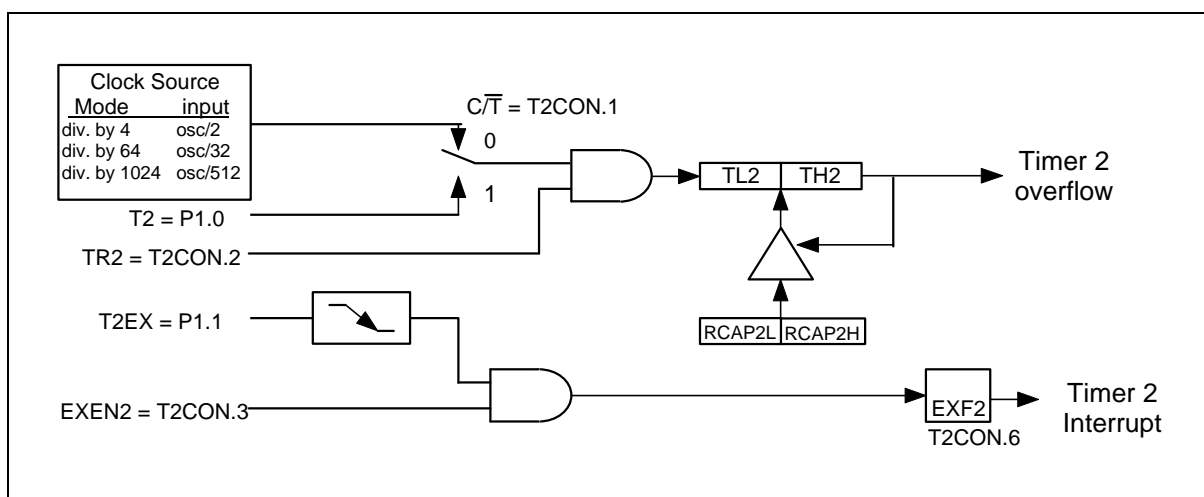 Clock Source
Mode input
div. by 4 osc/2
div. by 64 osc/32
div. by 1024 osc/512
C/T̅ = T2CON.1
0
1
T2 = P1.0
TR2 = T2CON.2
TL2 TH2
Timer 2
overflow
T2EX = P1.1
RCAP2L RCAP2H
EXEN2 = T2CON.3
EXF2
T2CON.6
Timer 2
Interrupt